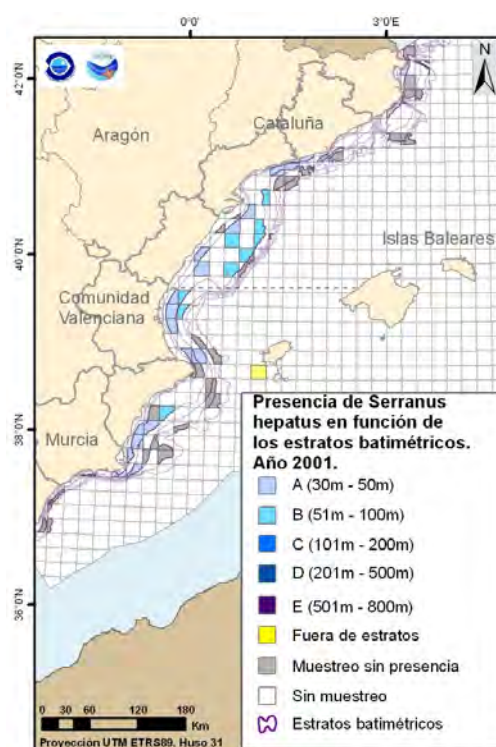 0°0' 3°0'E
42°0'N
N
Cataluña
Aragón
40°0'N
Islas Baleares
Comunidad
Valenciana
38°0'N
Murcia
36°0'N
Presencia de Serranus
hepatus en función de
los estratos batimétricos.
Año 2001.
A (30m - 50m)
B (51m - 100m)
C (101m - 200m)
D (201m - 500m)
E (501m - 800m)
Fuera de estratos
Muestreo sin presencia
Sin muestreo
Estratos batimétricos
0 30 60 120 180
Km
Proyección UTM ETRS89. Huso 31